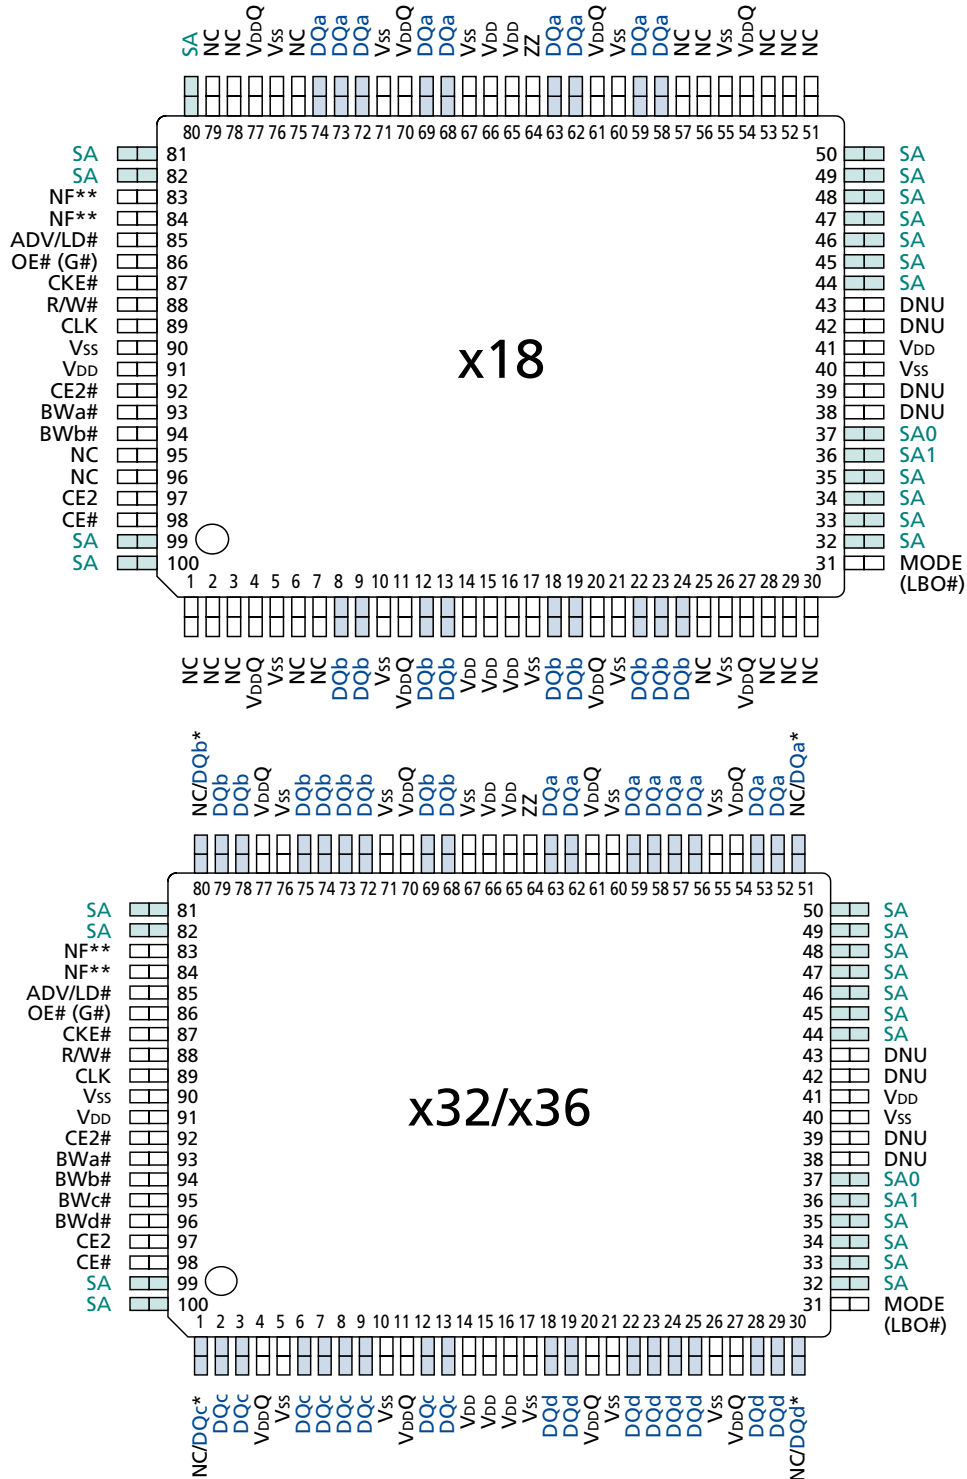 SA NC NC VDDQ VSS NC DQa DQa DQa VSS VDDQ DQa DQa VSS VDD VDD ZZ DQa DQa VDDQ VSS DQa DQa NC NC VSS VDDQ NC NC NC
80 79 78 77 76 75 74 73 72 71 70 69 68 67 66 65 64 63 62 61 60 59 58 57 56 55 54 53 52 51
SA 81 50 SA
SA 82 49 SA
NF** 83 48 SA
NF** 84 47 SA
ADV/LD# 85 46 SA
OE# (G#) 86 45 SA
CKE# 87 44 SA
R/W# 88 43 DNU
CLK 89 42 DNU
VSS 90 41 VDD
x18
VDD 91 40 VSS
CE2# 92 39 DNU
BWa# 93 38 DNU
BWb# 94 37 SA0
NC 95 36 SA1
NC 96 35 SA
CE2 97 34 SA
CE# 98 33 SA
SA 99 32 SA
SA 100 31 MODE
(LBO#)
1 2 3 4 5 6 7 8 9 10 11 12 13 14 15 16 17 18 19 20 21 22 23 24 25 26 27 28 29 30
NC NC NC VDDQ VSS NC NC DQb DQb VSS VDDQ DQb DQb VDD VDD VDD VSS DQb DQb VDDQ VSS DQb DQb DQb NC VSS VDDQ NC NC NC
NC/DQb* DQb DQb VDDQ VSS DQb DQb DQb DQb VSS VDDQ DQb DQb VSS VDD VDD ZZ DQa DQa VDDQ VSS DQa DQa DQa DQa VSS VDDQ DQa DQa NC/DQa*
80 79 78 77 76 75 74 73 72 71 70 69 68 67 66 65 64 63 62 61 60 59 58 57 56 55 54 53 52 51
SA 81 50 SA
SA 82 49 SA
NF** 83 48 SA
NF** 84 47 SA
ADV/LD# 85 46 SA
OE# (G#) 86 45 SA
CKE# 87 44 SA
R/W# 88 43 DNU
CLK 89 42 DNU
VSS 90 41 VDD
x32/x36
VDD 91 40 VSS
CE2# 92 39 DNU
BWa# 93 38 DNU
BWb# 94 37 SA0
BWc# 95 36 SA1
BWd# 96 35 SA
CE2 97 34 SA
CE# 98 33 SA
SA 99 32 SA
SA 100 31 MODE
(LBO#)
1 2 3 4 5 6 7 8 9 10 11 12 13 14 15 16 17 18 19 20 21 22 23 24 25 26 27 28 29 30
NC/DQc* DQc DQc VDDQ VSS DQc DQc DQc DQc VSS VDDQ DQc DQc VDD VDD VDD VSS DQd DQd VDDQ VSS DQd DQd DQd DQd VSS VDDQ DQd DQd NC/DQd*